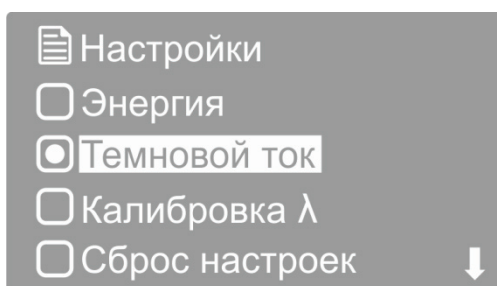 Настройки
Энергия
Темновой ток
Калибровка λ
Сброс настроек